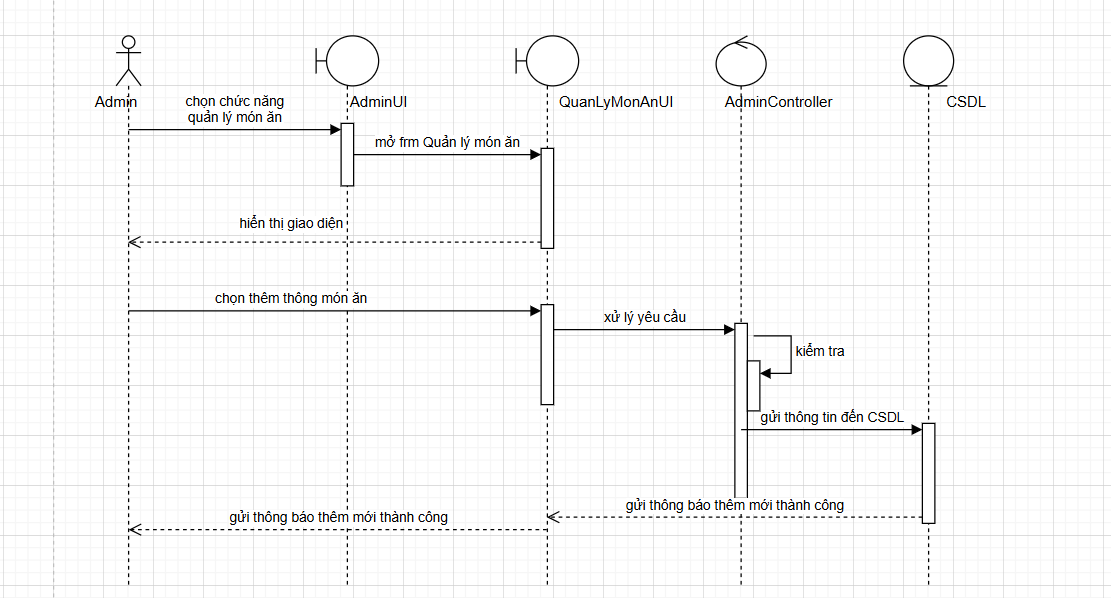 Admin
AdminUI
QuanLyMonAnUI
AdminController
CSDL
chọn chức năng
quản lý món ăn
mở frm Quản lý món ăn
hiển thị giao diện
chọn thêm thông món ăn
xử lý yêu cầu
kiểm tra
gửi thông tin đến CSDL
gửi thông báo thêm mới thành công
gửi thông báo thêm mới thành công